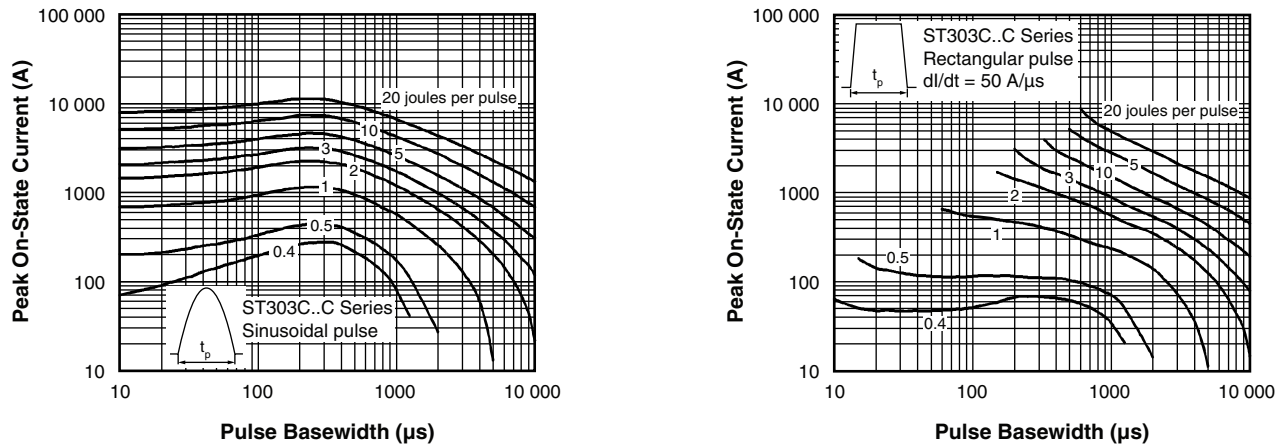 Peak On-State Current (A)
100 000
10 000
1000
100
10
20 joules per pulse
10
5
3
2
1
0.5
0.4
tp
ST303C..C Series
Sinusoidal pulse
10
100
1000
10 000
Pulse Basewidth (µs)
Peak On-State Current (A)
100 000
10 000
1000
100
10
tp
ST303C..C Series
Rectangular pulse
dI/dt = 50 A/µs
20 joules per pulse
5
10
3
2
1
0.5
0.4
10
100
1000
10 000
Pulse Basewidth (µs)